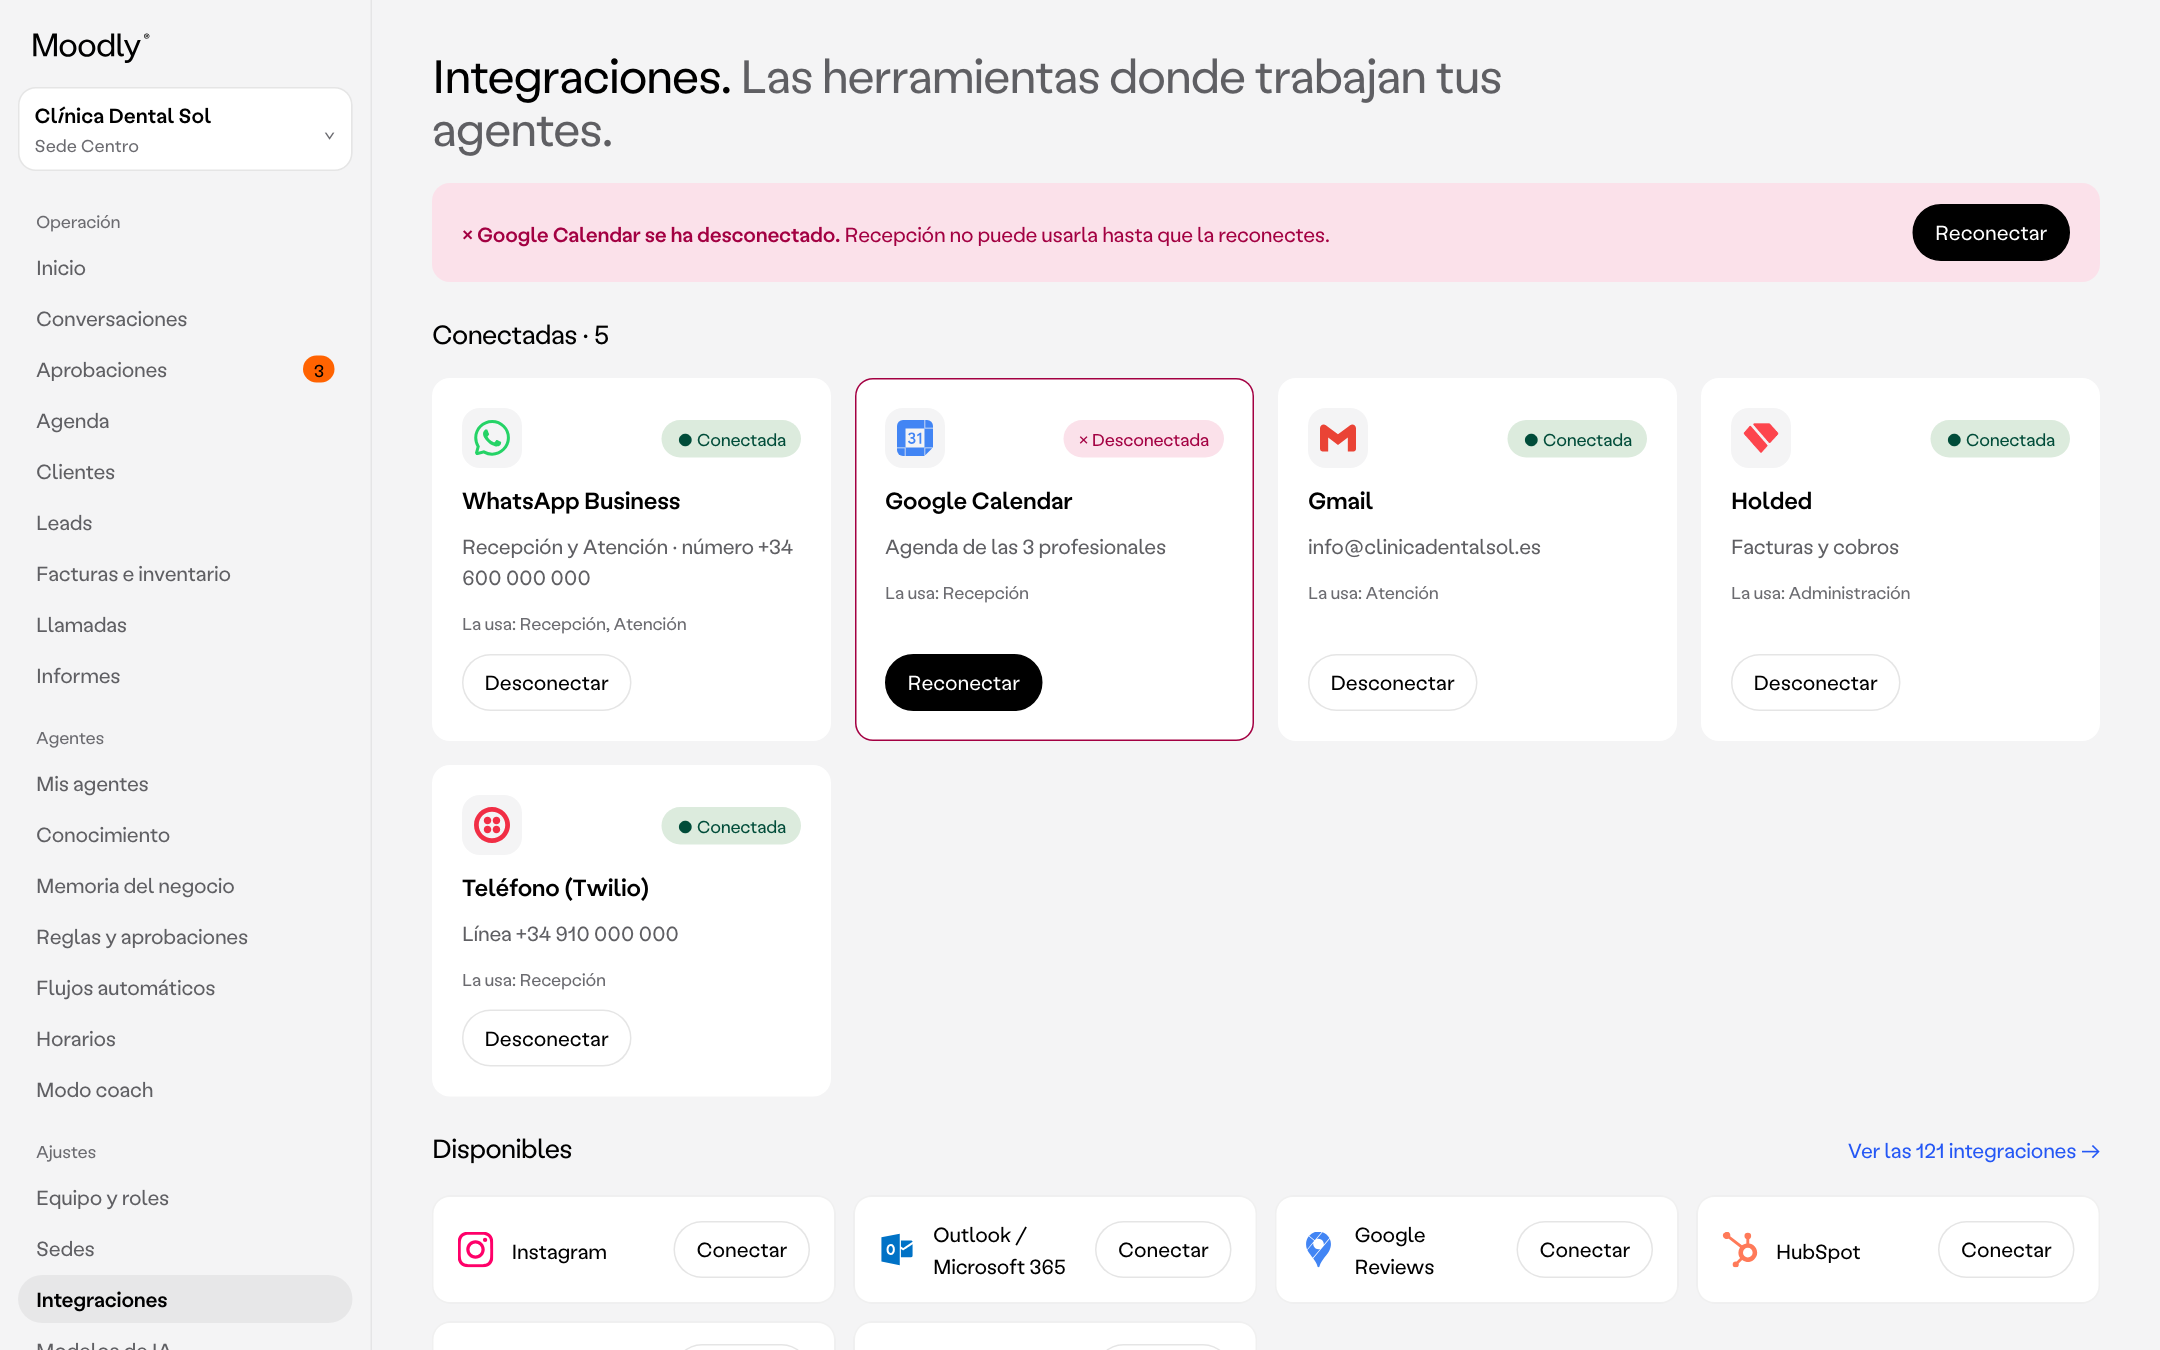 Moodly®
Clínica Dental Sol
Sede Centro
Operación
Inicio
Conversaciones
Aprobaciones
3
Agenda
Clientes
Leads
Facturas e inventario
Llamadas
Informes
Agentes
Mis agentes
Conocimiento
Memoria del negocio
Reglas y aprobaciones
Flujos automáticos
Horarios
Modo coach
Ajustes
Equipo y roles
Sedes
Integraciones
Modelos de IA
Integraciones. Las herramientas donde trabajan tus
agentes.
× Google Calendar se ha desconectado. Recepción no puede usarla hasta que la reconectes.
Reconectar
Conectadas · 5
Conectada
WhatsApp Business
Recepción y Atención · número +34
600 000 000
La usa: Recepción, Atención
Desconectar
31
× Desconectada
Google Calendar
Agenda de las 3 profesionales
La usa: Recepción
Reconectar
Conectada
Gmail
info@clinicadentalsol.es
La usa: Atención
Desconectar
Conectada
Holded
Facturas y cobros
La usa: Administración
Desconectar
Conectada
Teléfono (Twilio)
Línea +34 910 000 000
La usa: Recepción
Desconectar
Disponibles
Ver las 121 integraciones →
Instagram
Conectar
Outlook /
Microsoft 365
Conectar
Google
Reviews
Conectar
HubSpot
Conectar